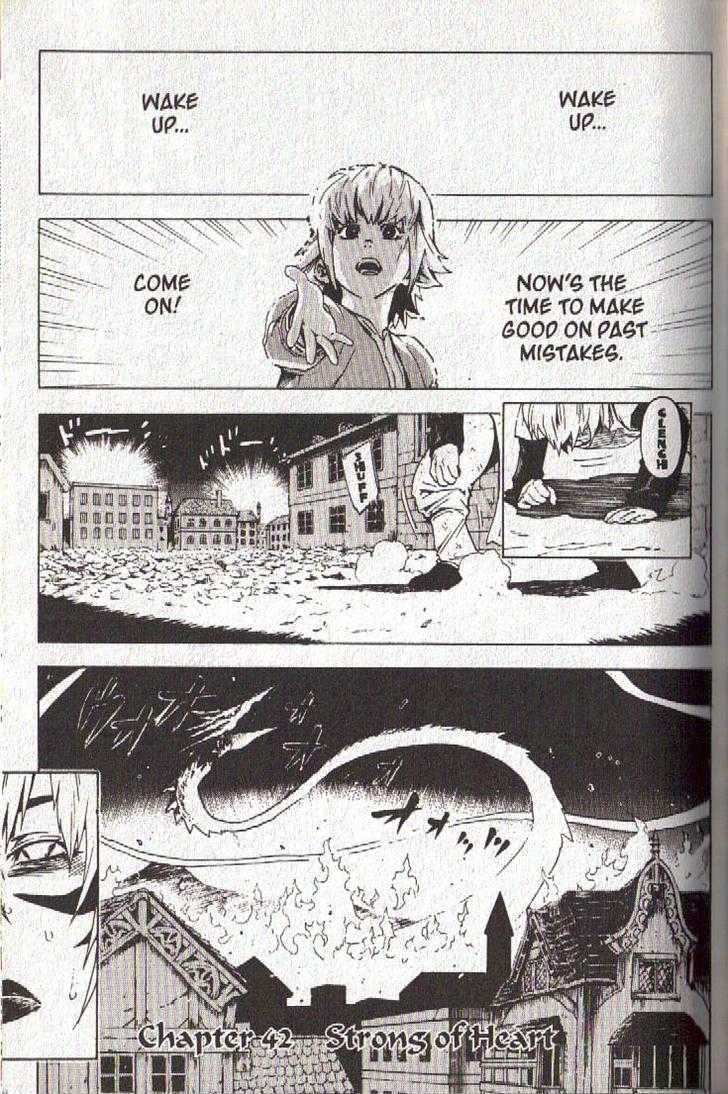 WAKE
UP...
WAKE
UP...
NOW'S THE
TIME TO MAKE
GOOD ON PAST
MISTAKES.
COME
ON!
CLENCH
SHUFF
Chapter 42 Strong of Heart